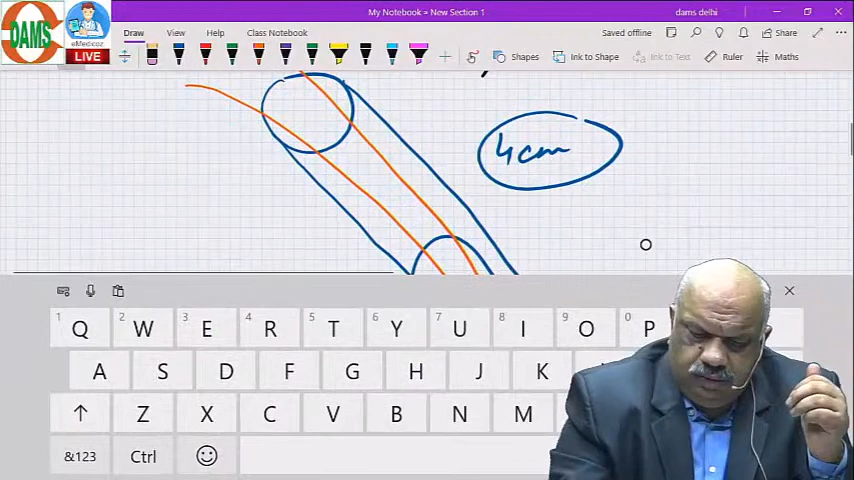 My Notebook = New Section 1
dams delhi
DAMS
eMedicoz
LIVE
Draw View Help Class Notebook
Saved offline
Share
Shapes
Ink to Shape
Ink to Text
Ruler
Maths
4cm
1 2 3 4 5 6 7 8 9 0
Q W E R T Y U I O P
A S D F G H J K
Z X C V B N M
&123 Ctrl